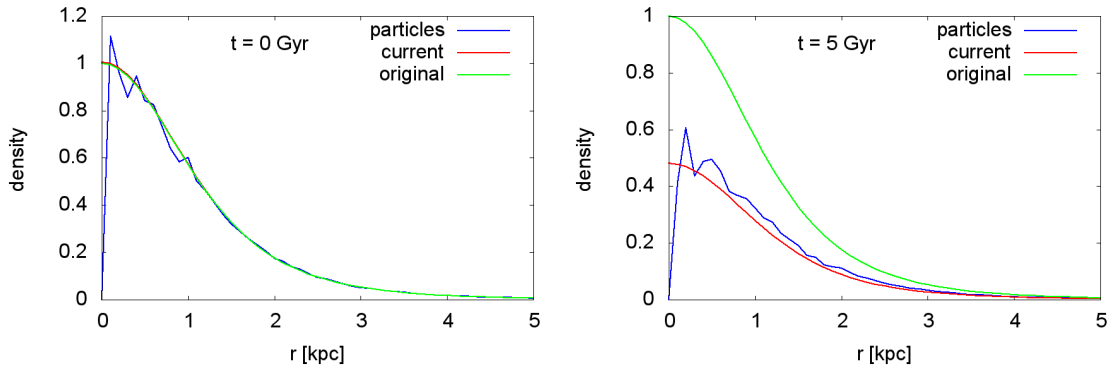 1.2
1
0.8
0.6
0.4
0.2
0
density
t = 0 Gyr
particles
current
original
0 1 2 3 4 5
r [kpc]
1
0.8
0.6
0.4
0.2
0
density
t = 5 Gyr
particles
current
original
0 1 2 3 4 5
r [kpc]